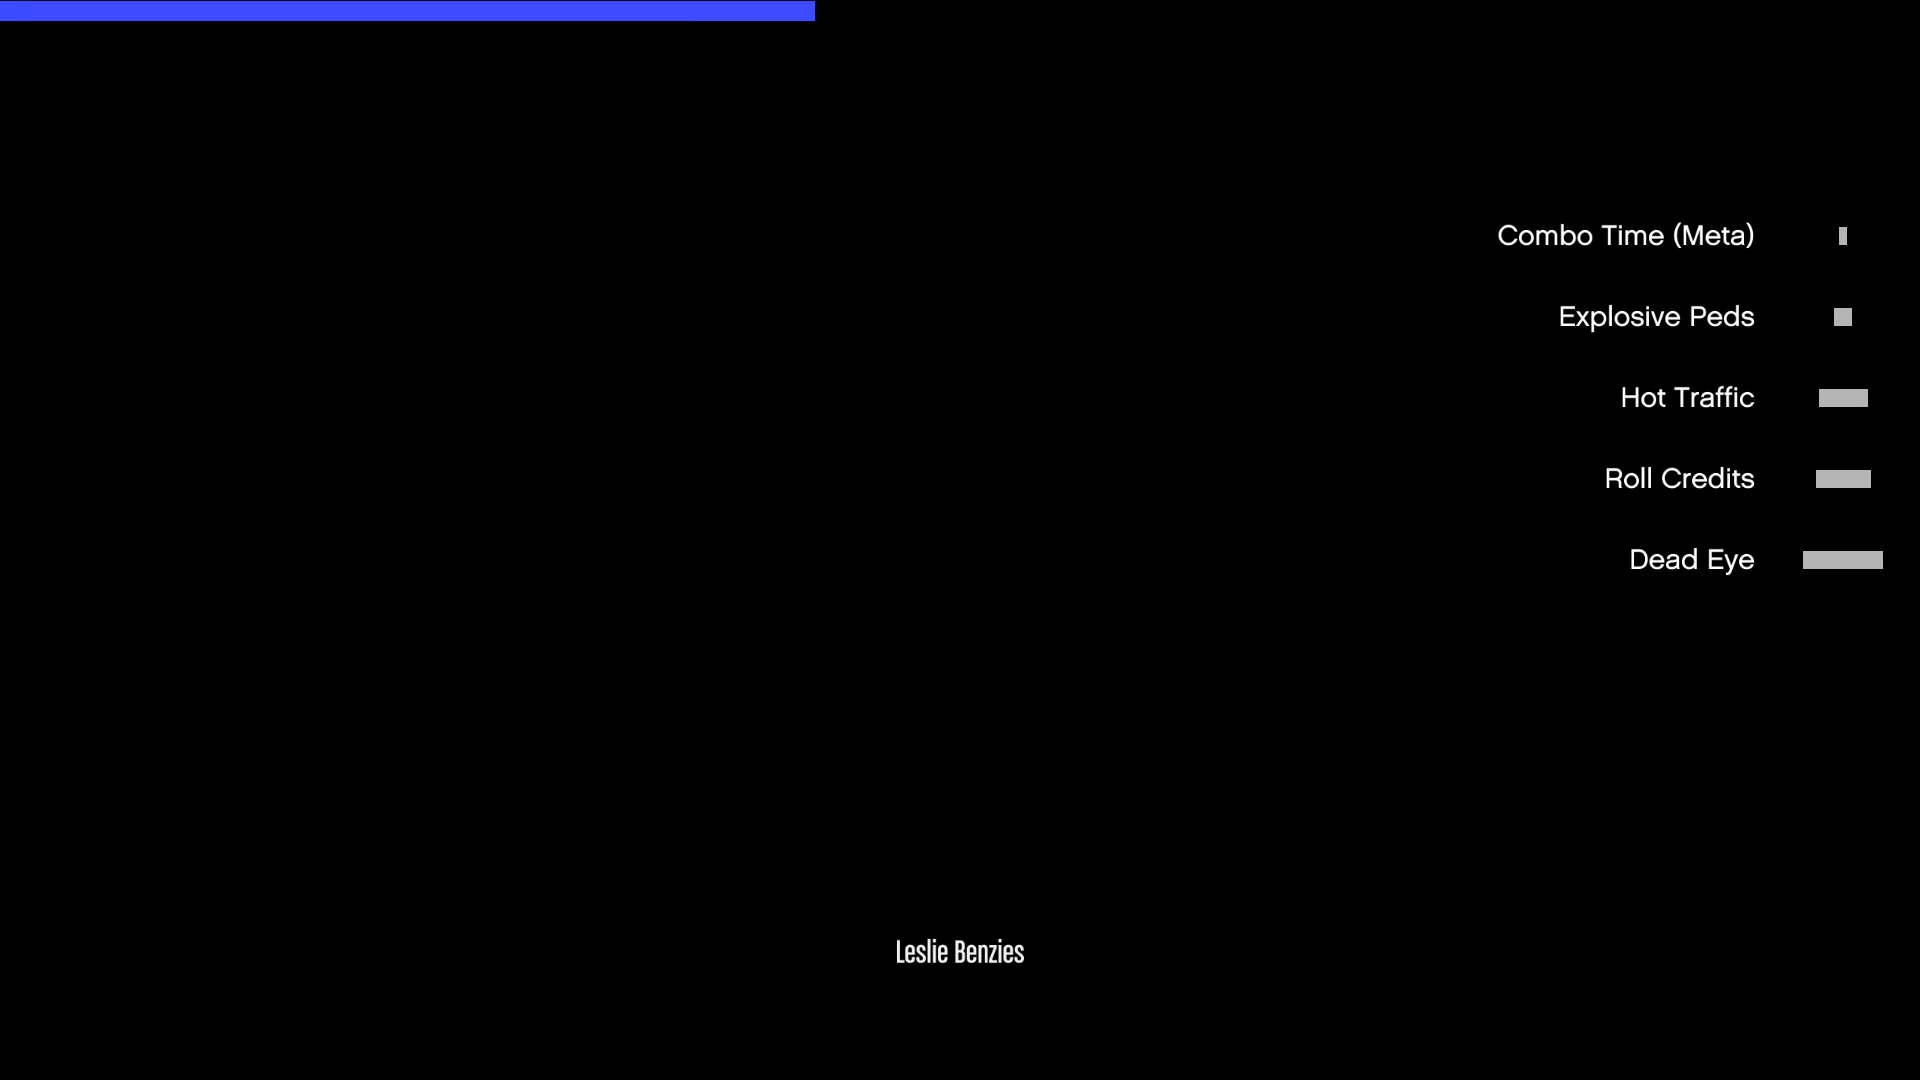 Combo Time (Meta)
Explosive Peds
Hot Traffic
Roll Credits
Dead Eye
Leslie Benzies